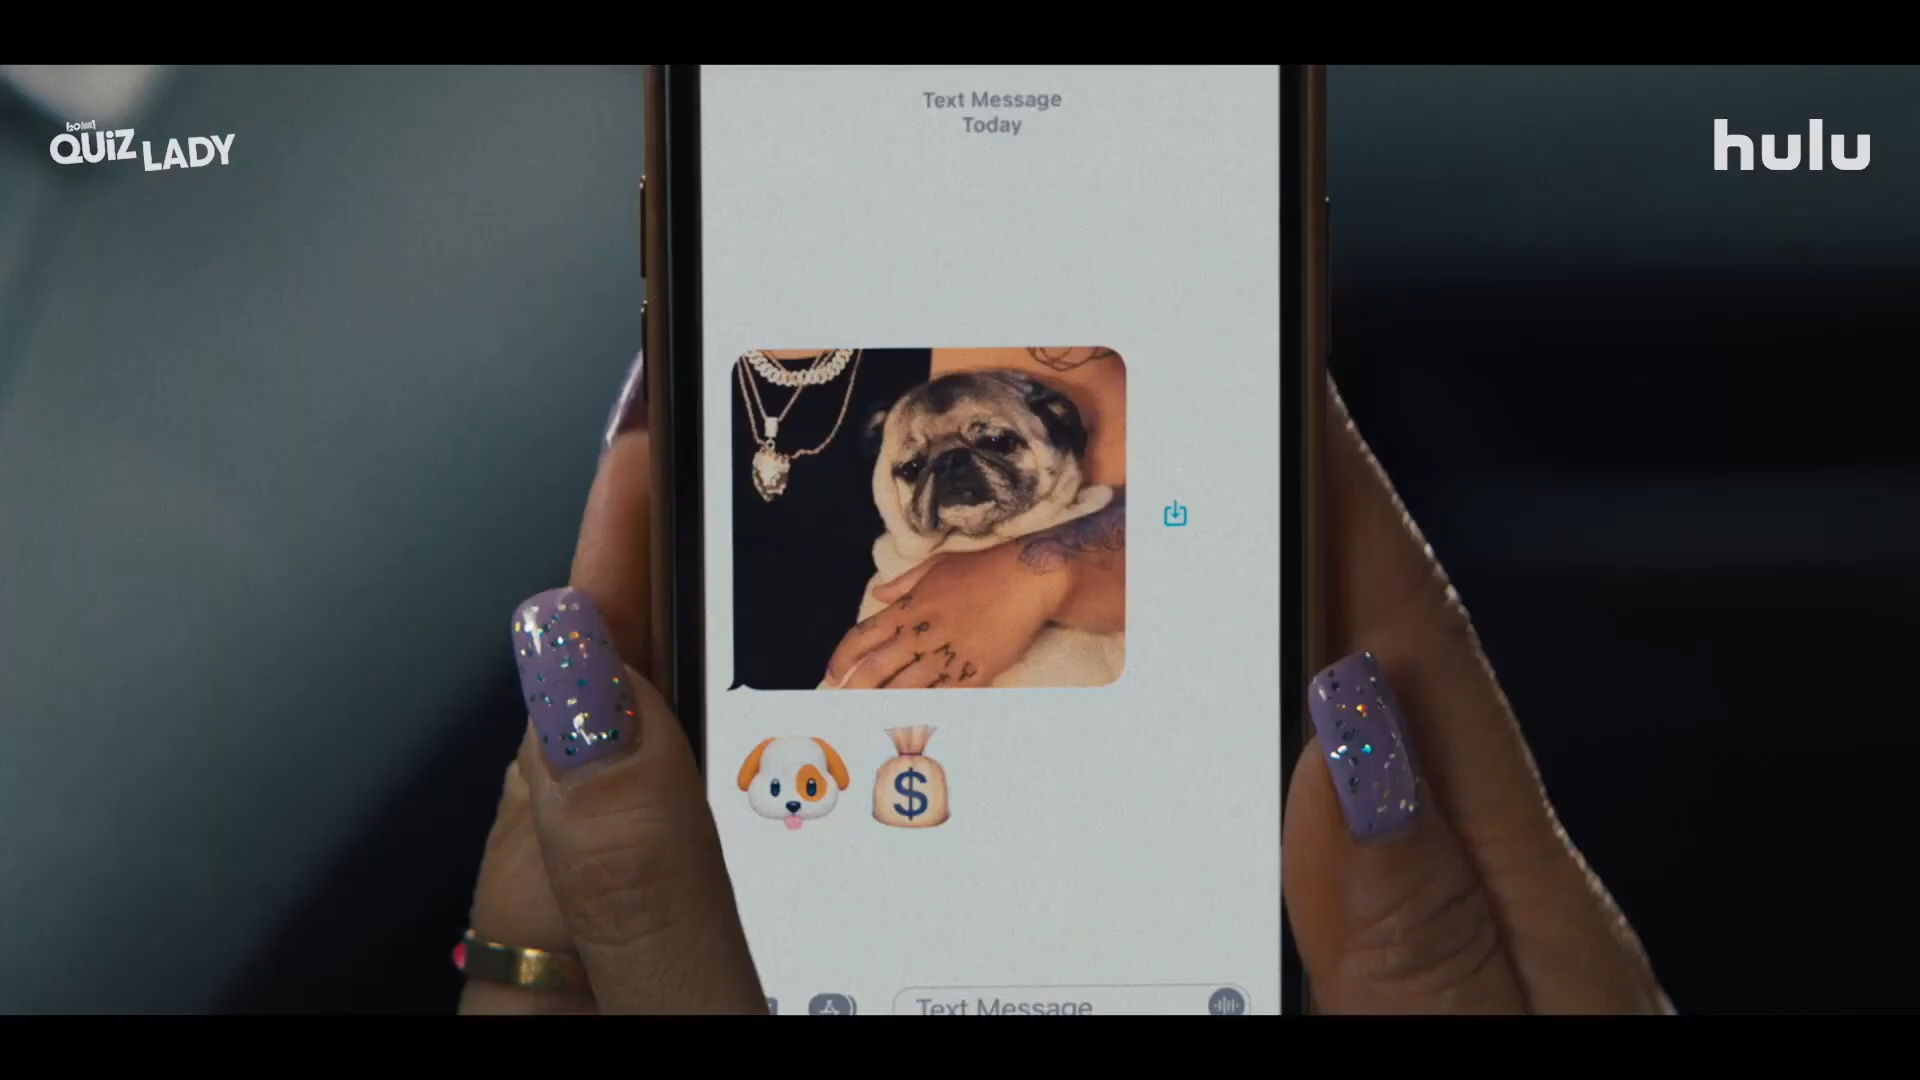 Text Message
Today
QUiZ LADY
hulu
$
Text Message